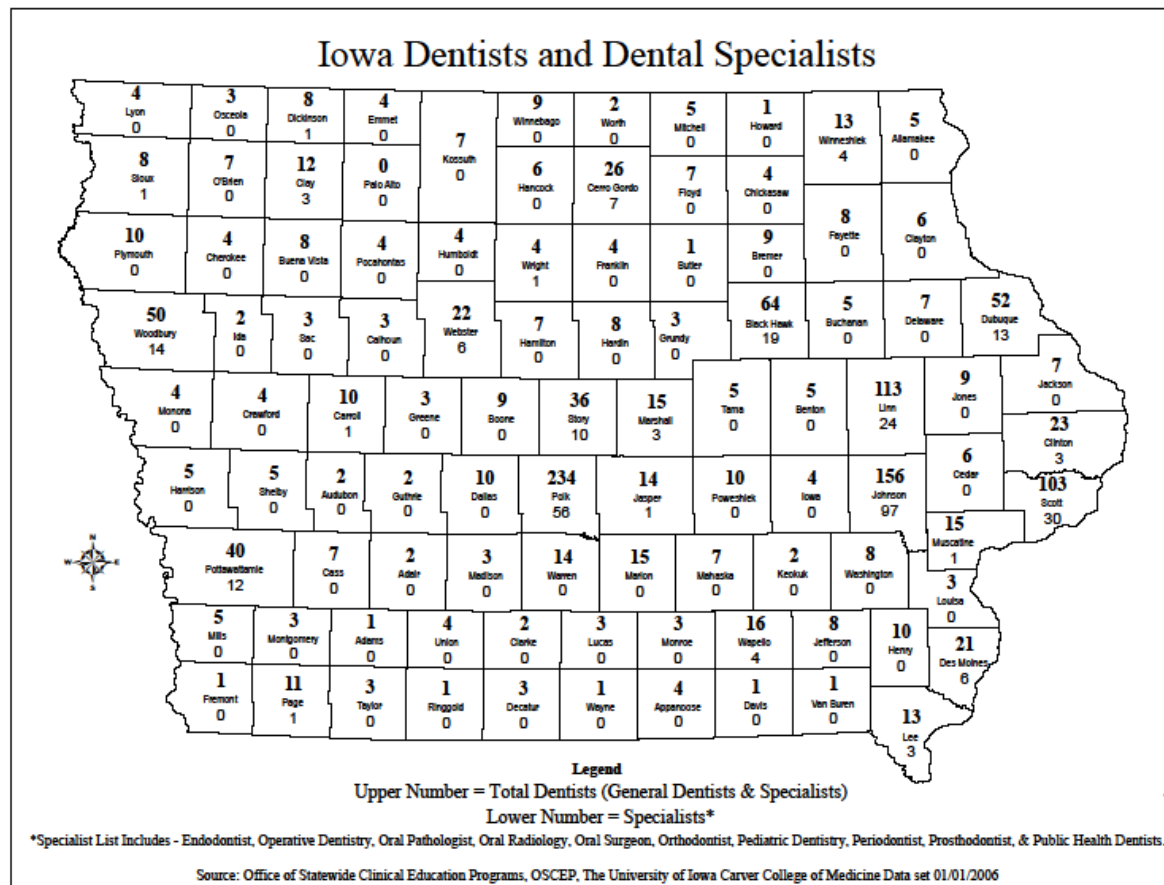 Iowa Dentists and Dental Specialists
4
Lyon
0
3
Osceola
0
8
Dickinson
1
4
Emmet
0
7
Kossuth
0
9
Winnebago
0
2
Worth
0
5
Mitchell
0
1
Howard
0
13
Winneshiek
4
5
Allamakee
0
8
Sioux
1
7
O'Brien
0
12
Clay
3
0
Palo Alto
0
6
Hancock
0
26
Cerro Gordo
7
7
Floyd
0
4
Chickasaw
0
8
Fayette
0
6
Clayton
0
10
Plymouth
0
4
Cherokee
0
8
Buena Vista
0
4
Pocahontas
0
4
Humboldt
0
4
Wright
1
4
Franklin
0
1
Butler
0
9
Bremer
0
50
Woodbury
14
2
Ida
0
3
Sac
0
3
Calhoun
0
22
Webster
6
7
Hamilton
0
8
Hardin
0
3
Grundy
0
64
Black Hawk
19
5
Buchanan
0
7
Delaware
0
52
Dubuque
13
4
Monona
0
4
Crawford
0
10
Carroll
1
3
Greene
0
9
Boone
0
36
Story
10
15
Marshall
3
5
Tama
0
5
Benton
0
113
Linn
24
9
Jones
0
7
Jackson
0
23
Clinton
3
5
Harrison
0
5
Shelby
0
2
Audubon
0
2
Guthrie
0
10
Dallas
0
234
Polk
56
14
Jasper
1
10
Poweshiek
0
4
Iowa
0
156
Johnson
97
6
Cedar
0
103
Scott
30
15
Muscatine
1
40
Pottawattamie
12
7
Cass
0
2
Adair
0
3
Madison
0
14
Warren
0
15
Marion
0
7
Mahaska
0
2
Keokuk
0
8
Washington
0
3
Louisa
0
5
Mills
0
3
Montgomery
0
1
Adams
0
4
Union
0
2
Clarke
0
3
Lucas
0
3
Monroe
0
16
Wapello
4
8
Jefferson
0
10
Henry
0
21
Des Moines
6
1
Fremont
0
11
Page
1
3
Taylor
0
1
Ringgold
0
3
Decatur
0
1
Wayne
0
4
Appanoose
0
1
Davis
0
1
Van Buren
0
13
Lee
3
N
W E
S
Legend
Upper Number = Total Dentists (General Dentists & Specialists)
Lower Number = Specialists*
*Specialist List Includes - Endodontist, Operative Dentistry, Oral Pathologist, Oral Radiology, Oral Surgeon, Orthodontist, Pediatric Dentistry, Periodontist, Prosthodontist, & Public Health Dentists.
Source: Office of Statewide Clinical Education Programs, OSCEP, The University of Iowa Carver College of Medicine Data set 01/01/2006